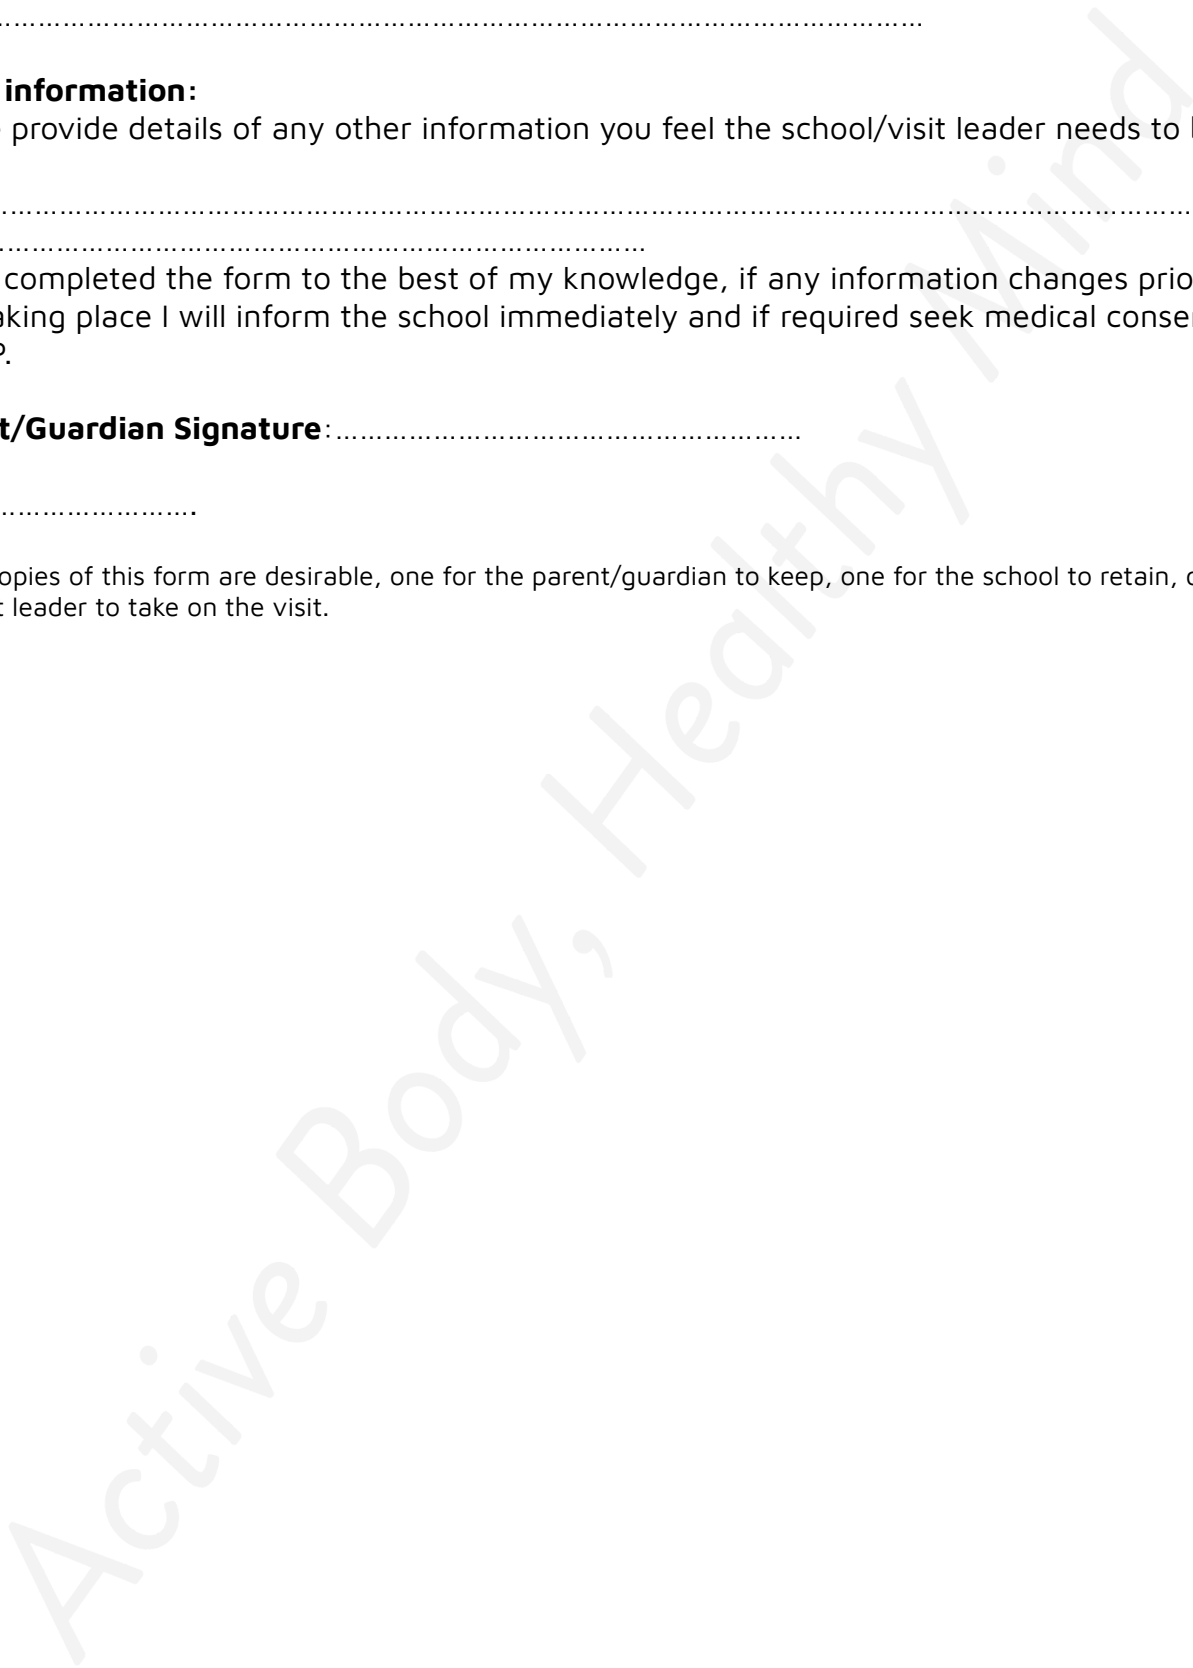 ……………………………………………………………………………………………………
information:
provide details of any other information you feel the school/visit leader needs to
…………………………………………………………………………………………………………………………………
……………………………………………………………………
completed the form to the best of my knowledge, if any information changes prio
aking place I will inform the school immediately and if required seek medical conse
P.
t/Guardian Signature:…………………………………………………
……………………….
opies of this form are desirable, one for the parent/guardian to keep, one for the school to retain,
t leader to take on the visit.
Active Body, Healthy Mind